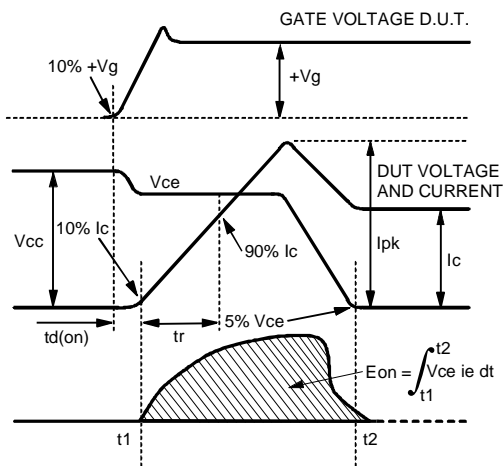 GATE VOLTAGE D.U.T.
10% +Vg
+Vg
Vce
DUT VOLTAGE
AND CURRENT
Vcc
10% Ic
90% Ic
Ipk
Ic
td(on)
tr
5% Vce
Eon = ∫ Vce ie dt
t2
t1
t1
t2